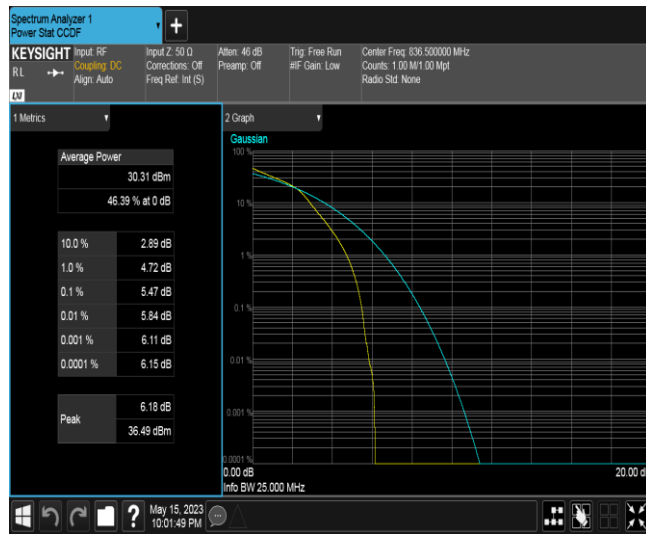 Spectrum Analyzer 1
Power Stat CCDF
+
KEYSIGHT
RL
LXI
Input: RF
Coupling: DC
Align: Auto
Input Z: 50 Ω
Corrections: Off
Freq Ref: Int (S)
Atten: 46 dB
Preamp: Off
Trig: Free Run
#IF Gain: Low
Center Freq: 836.500000 MHz
Counts: 1.00 M/1.00 Mpt
Radio Std: None
1 Metrics
Average Power
30.31 dBm
46.39 % at 0 dB
10.0 % 2.89 dB
1.0 % 4.72 dB
0.1 % 5.47 dB
0.01 % 5.84 dB
0.001 % 6.11 dB
0.0001 % 6.15 dB
Peak
6.18 dB
36.49 dBm
2 Graph
Gaussian
100 %
10 %
1 %
0.1 %
0.01 %
0.001 %
0.0001 %
0.00 dB
20.00 d
Info BW 25.000 MHz
?
May 15, 2023
10:01:49 PM